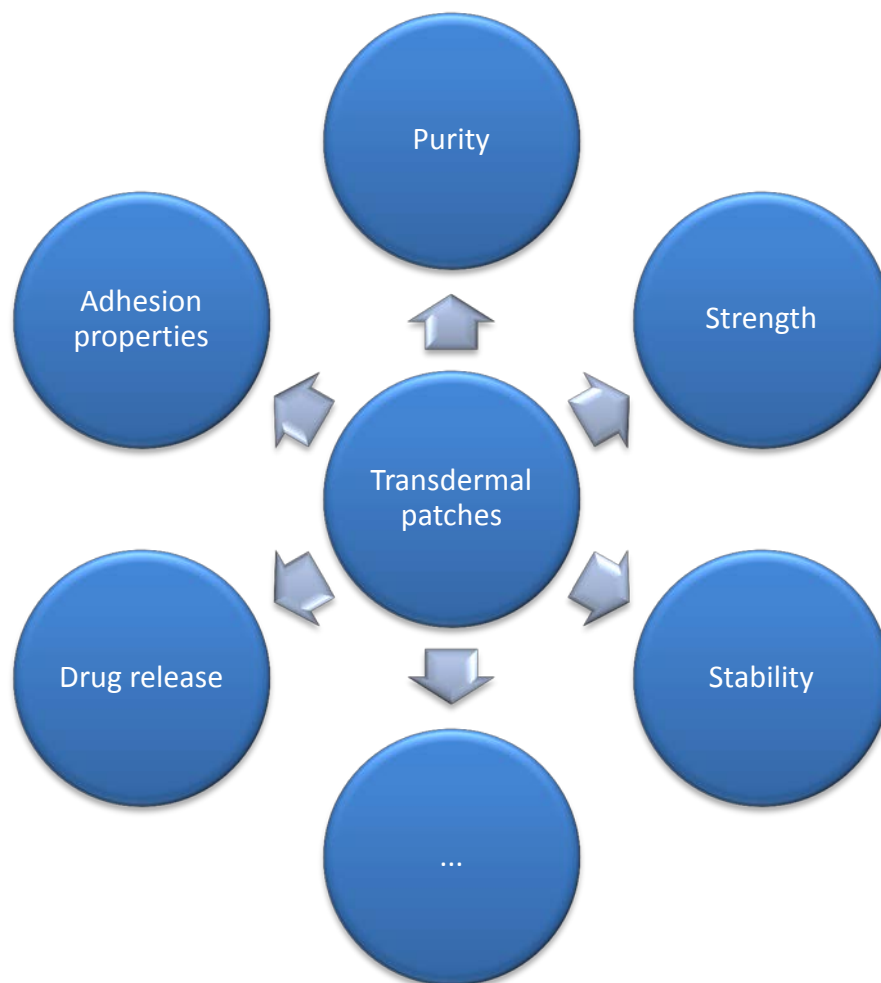 Purity
Adhesion
properties
Strength
Transdermal
patches
Drug release
Stability
...